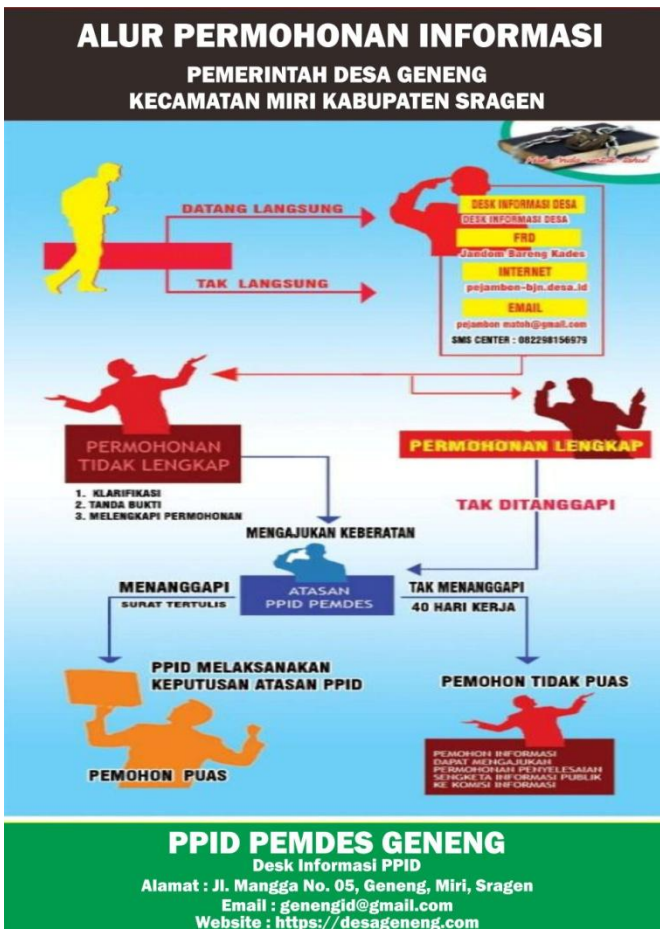 ALUR PERMOHONAN INFORMASI
PEMERINTAH DESA GENENG
KECAMATAN MIRI KABUPATEN SRAGEN
DATANG LANGSUNG
TAK LANGSUNG
DESK INFORMASI DESA
DESK INFORMASI DESA
FRD
Jandom Bareng Kades
INTERNET
pejambon-bjn.desa.id
EMAIL
pejambon matoh@gmail.com
SMS CENTER : 082298156979
PERMOHONAN
TIDAK LENGKAP
1. KLARIFIKASI
2. TANDA BUKTI
3. MELENGKAPI PERMOHONAN
PERMOHONAN LENGKAP
TAK DITANGGAPI
MENGAJUKAN KEBERATAN
ATASAN
PPID PEMDES
MENANGGAPI
SURAT TERTULIS
TAK MENANGGAPI
40 HARI KERJA
PPID MELAKSANAKAN
KEPUTUSAN ATASAN PPID
PEMOHON PUAS
PEMOHON TIDAK PUAS
PEMOHON INFORMASI
DAPAT MENGAJUKAN
PERMOHONAN PENYELESAIAN
SENGKETA INFORMASI PUBLIK
KE KOMISI INFORMASI
PPID PEMDES GENENG
Desk Informasi PPID
Alamat : Jl. Mangga No. 05, Geneng, Miri, Sragen
Email : genengid@gmail.com
Website : https://desageneng.com